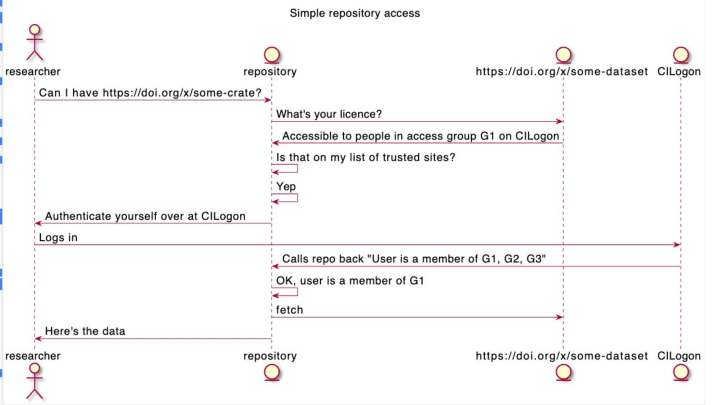 Simple repository access
researcher repository https://doi.org/x/some-dataset CILogon
Can I have https://doi.org/x/some-crate?
What's your licence?
Accessible to people in access group G1 on CILogon
Is that on my list of trusted sites?
Yep
Authenticate yourself over at CILogon
Logs in
Calls repo back "User is a member of G1, G2, G3"
OK, user is a member of G1
fetch
Here's the data
researcher repository https://doi.org/x/some-dataset CILogon